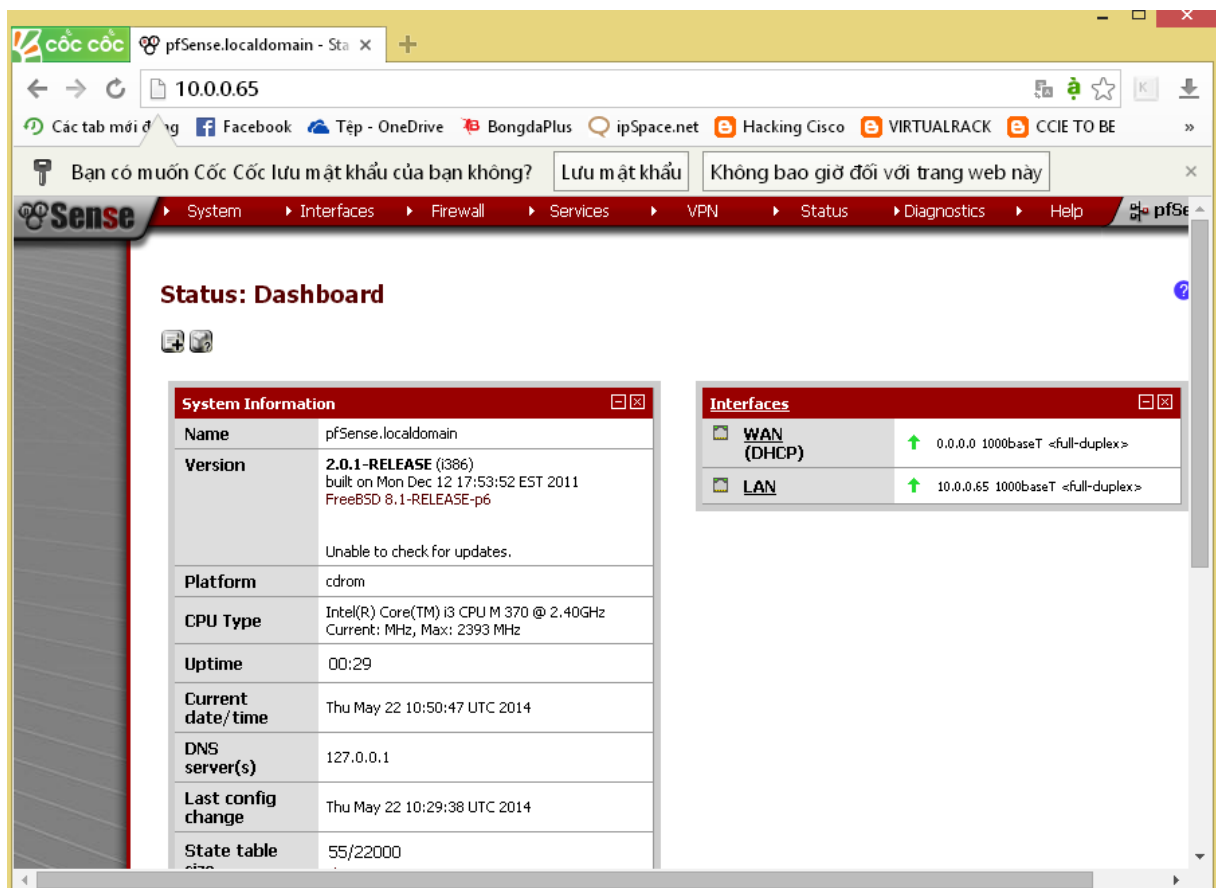 cốc cốc
pfSense.localdomain - Sta
10.0.0.65
Các tab mới đóng Facebook Tệp - OneDrive BongdaPlus ipSpace.net Hacking Cisco VIRTUALRACK CCIE TO BE »
Bạn có muốn Cốc Cốc lưu mật khẩu của bạn không? Lưu mật khẩu Không bao giờ đối với trang web này
Sense System Interfaces Firewall Services VPN Status Diagnostics Help pfSe
Status: Dashboard
System Information
Name pfSense.localdomain
Version 2.0.1-RELEASE (i386)
built on Mon Dec 12 17:53:52 EST 2011
FreeBSD 8.1-RELEASE-p6
Unable to check for updates.
Platform cdrom
CPU Type Intel(R) Core(TM) i3 CPU M 370 @ 2.40GHz
Current: MHz, Max: 2393 MHz
Uptime 00:29
Current date/time Thu May 22 10:50:47 UTC 2014
DNS server(s) 127.0.0.1
Last config change Thu May 22 10:29:38 UTC 2014
State table 55/22000
Interfaces
WAN (DHCP) 0.0.0.0 1000baseT <full-duplex>
LAN 10.0.0.65 1000baseT <full-duplex>